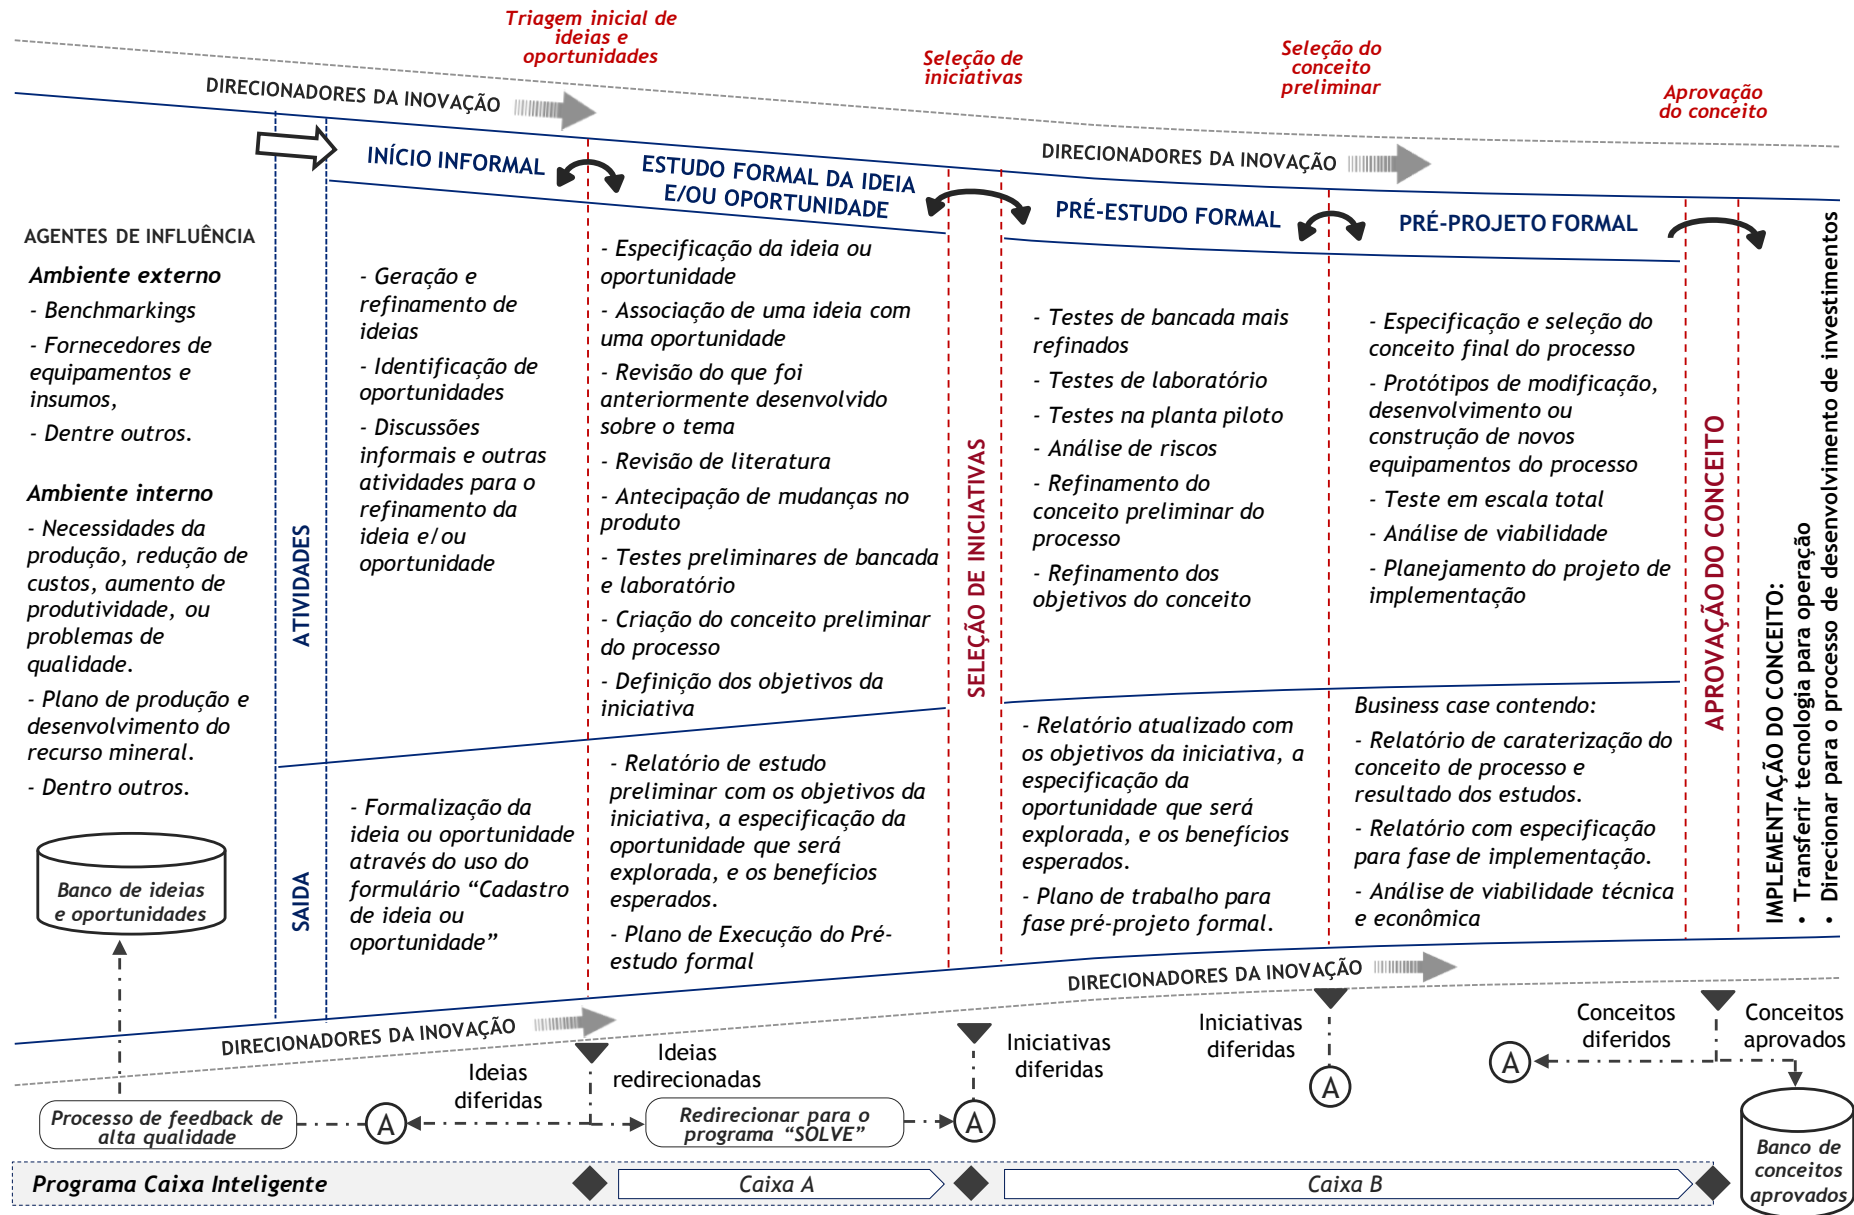 Triagem inicial de
ideias e
oportunidades
Seleção de
iniciativas
Seleção do
conceito
preliminar
Aprovação
do conceito
DIRECIONADORES DA INOVAÇÃO
DIRECIONADORES DA INOVAÇÃO
INÍCIO INFORMAL
ESTUDO FORMAL DA IDEIA
E/OU OPORTUNIDADE
PRÉ-ESTUDO FORMAL
PRÉ-PROJETO FORMAL
AGENTES DE INFLUÊNCIA
Ambiente externo
- Benchmarkings
- Fornecedores de
equipamentos e
insumos,
- Dentre outros.
Ambiente interno
- Necessidades da
produção, redução de
custos, aumento de
produtividade, ou
problemas de
qualidade.
- Plano de produção e
desenvolvimento do
recurso mineral.
- Dentro outros.
Banco de ideias
e oportunidades
ATIVIDADES
SAIDA
- Geração e
refinamento de
ideias
- Identificação de
oportunidades
- Discussões
informais e outras
atividades para o
refinamento da
ideia e/ou
oportunidade
- Formalização da
ideia ou oportunidade
através do uso do
formulário “Cadastro
de ideia ou
oportunidade”
- Especificação da ideia ou
oportunidade
- Associação de uma ideia com
uma oportunidade
- Revisão do que foi
anteriormente desenvolvido
sobre o tema
- Revisão de literatura
- Antecipação de mudanças no
produto
- Testes preliminares de bancada
e laboratório
- Criação do conceito preliminar
do processo
- Definição dos objetivos da
iniciativa
- Relatório de estudo
preliminar com os objetivos da
iniciativa, a especificação da
oportunidade que será
explorada, e os benefícios
esperados.
- Plano de Execução do Pré-
estudo formal
SELEÇÃO DE INICIATIVAS
- Testes de bancada mais
refinados
- Testes de laboratório
- Testes na planta piloto
- Análise de riscos
- Refinamento do
conceito preliminar do
processo
- Refinamento dos
objetivos do conceito
- Relatório atualizado com
os objetivos da iniciativa, a
especificação da
oportunidade que será
explorada, e os benefícios
esperados.
- Plano de trabalho para
fase pré-projeto formal.
- Especificação e seleção do
conceito final do processo
- Protótipos de modificação,
desenvolvimento ou
construção de novos
equipamentos do processo
- Teste em escala total
- Análise de viabilidade
- Planejamento do projeto de
implementação
Business case contendo:
- Relatório de caraterização do
conceito de processo e
resultado dos estudos.
- Relatório com especificação
para fase de implementação.
- Análise de viabilidade técnica
e econômica
APROVAÇÃO DO CONCEITO
IMPLEMENTAÇÃO DO CONCEITO:
• Transferir tecnologia para operação
• Direcionar para o processo de desenvolvimento de investimentos
DIRECIONADORES DA INOVAÇÃO
DIRECIONADORES DA INOVAÇÃO
Ideias
diferidas
Ideias
redirecionadas
Iniciativas
diferidas
Iniciativas
diferidas
Conceitos
diferidos
Conceitos
aprovados
Processo de feedback de
alta qualidade
A
Redirecionar para o
programa “SOLVE”
A
A
A
Banco de
conceitos
aprovados
Programa Caixa Inteligente
Caixa A
Caixa B